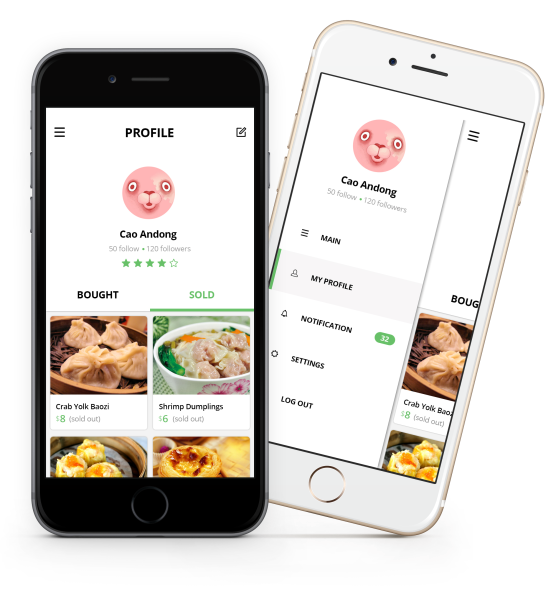 PROFILE
Cao Andong
50 follow • 120 followers
BOUGHT
SOLD
Crab Yolk Baozi
$8 (sold out)
Shrimp Dumplings
$6 (sold out)
Cao Andong
50 follow • 120 followers
MAIN
MY PROFILE
NOTIFICATION
32
SETTINGS
LOG OUT
BOUG
Crab Yolk Baoz
$8 (sold out)